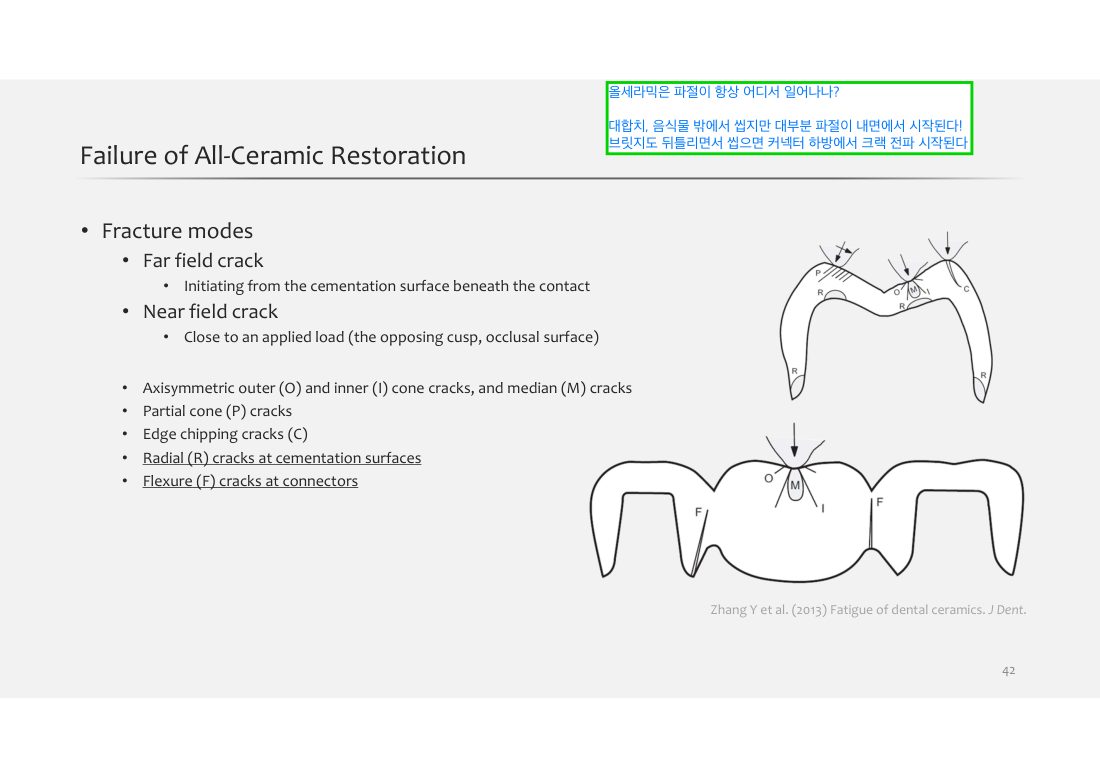 올세라믹은 파절이 항상 어디서 일어나나?
대합치, 음식물 밖에서 씹지만 대부분 파절이 내면에서 시작된다!
브릿지도 뒤틀리면서 씹으면 커넥터 하방에서 크랙 전파 시작된다
Failure of All-Ceramic Restoration
• Fracture modes
• Far field crack
• Initiating from the cementation surface beneath the contact
• Near field crack
• Close to an applied load (the opposing cusp, occlusal surface)
• Axisymmetric outer (O) and inner (I) cone cracks, and median (M) cracks
• Partial cone (P) cracks
• Edge chipping cracks (C)
• Radial (R) cracks at cementation surfaces
• Flexure (F) cracks at connectors
P
R
O
M
I
R
C
R
R
O
M
I
F
F
Zhang Y et al. (2013) Fatigue of dental ceramics. J Dent.
42